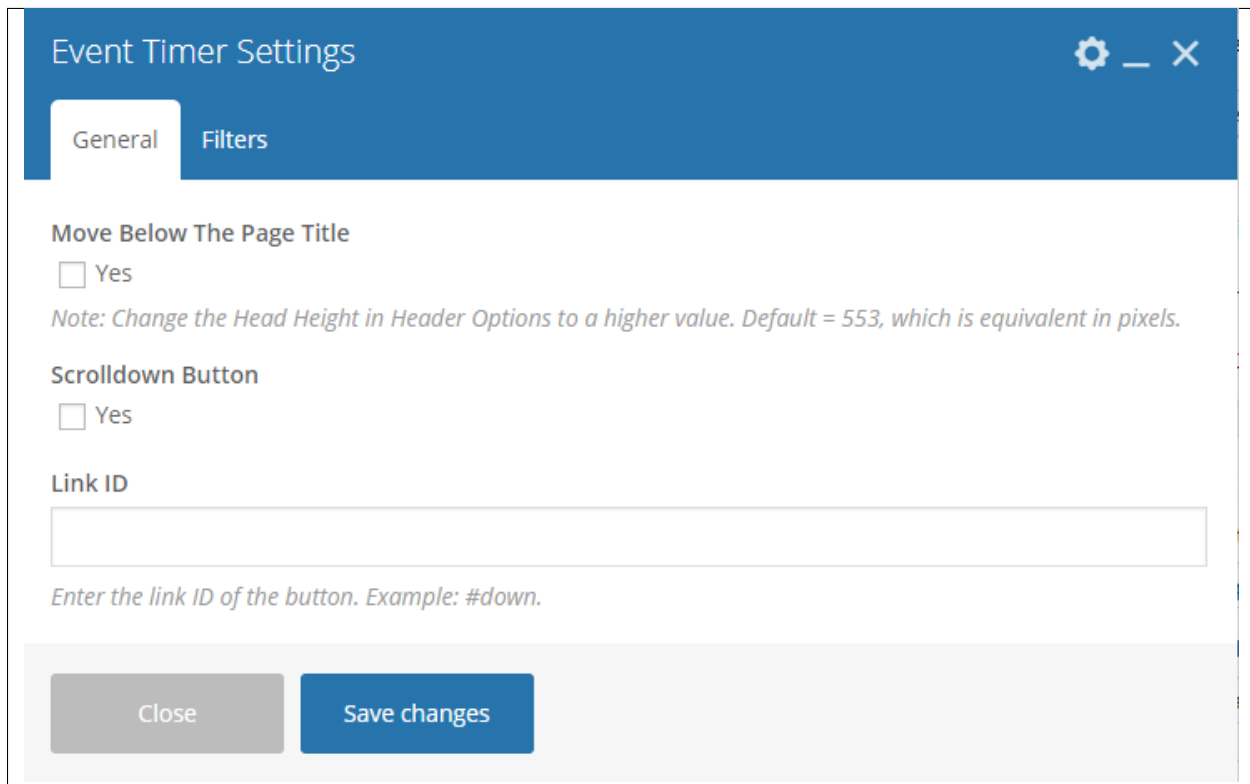 Event Timer Settings
General Filters
Move Below The Page Title
Yes
Note: Change the Head Height in Header Options to a higher value. Default = 553, which is equivalent in pixels.
Scrolldown Button
Yes
Link ID
Enter the link ID of the button. Example: #down.
Close Save changes